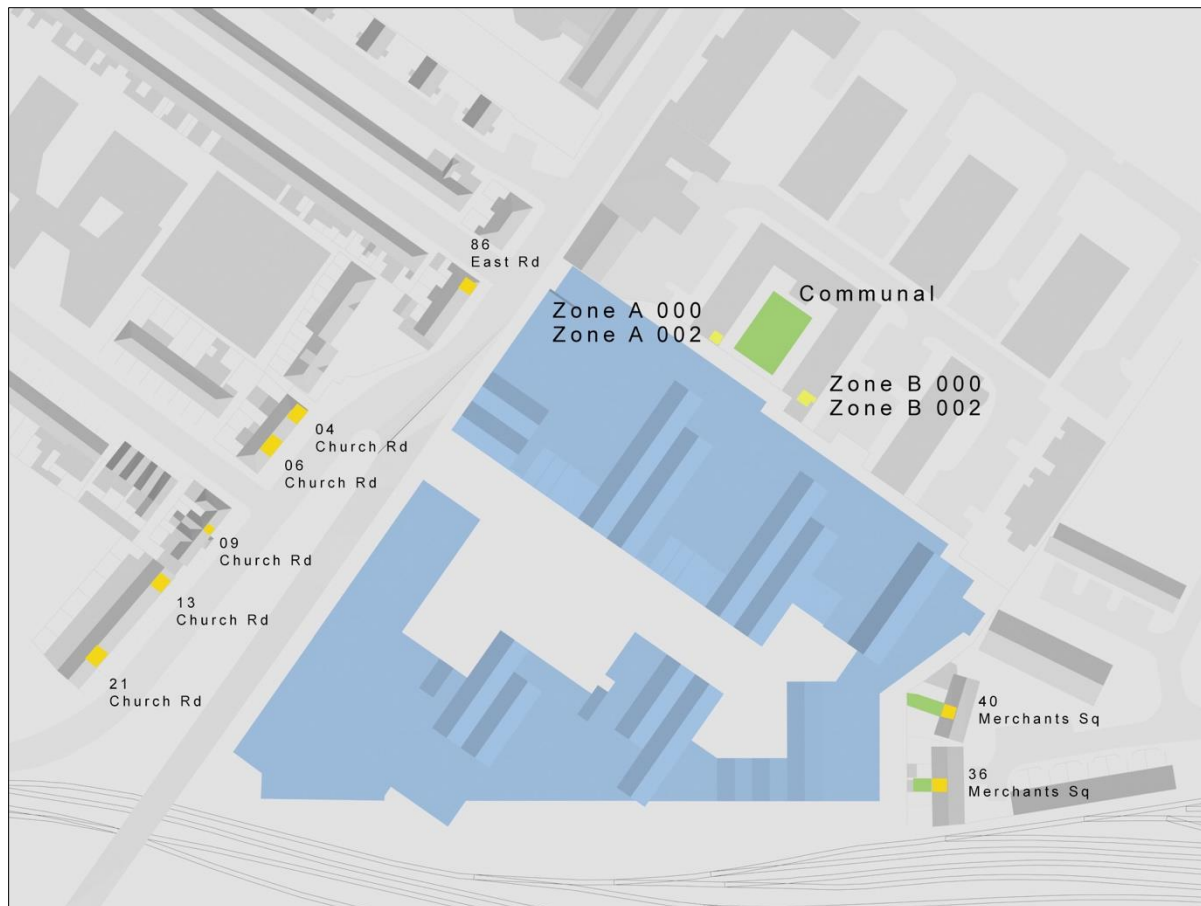 86
East Rd
Communal
Zone A 000
Zone A 002
Zone B 000
Zone B 002
04
Church Rd
06
Church Rd
09
Church Rd
13
Church Rd
21
Church Rd
40
Merchants Sq
36
Merchants Sq